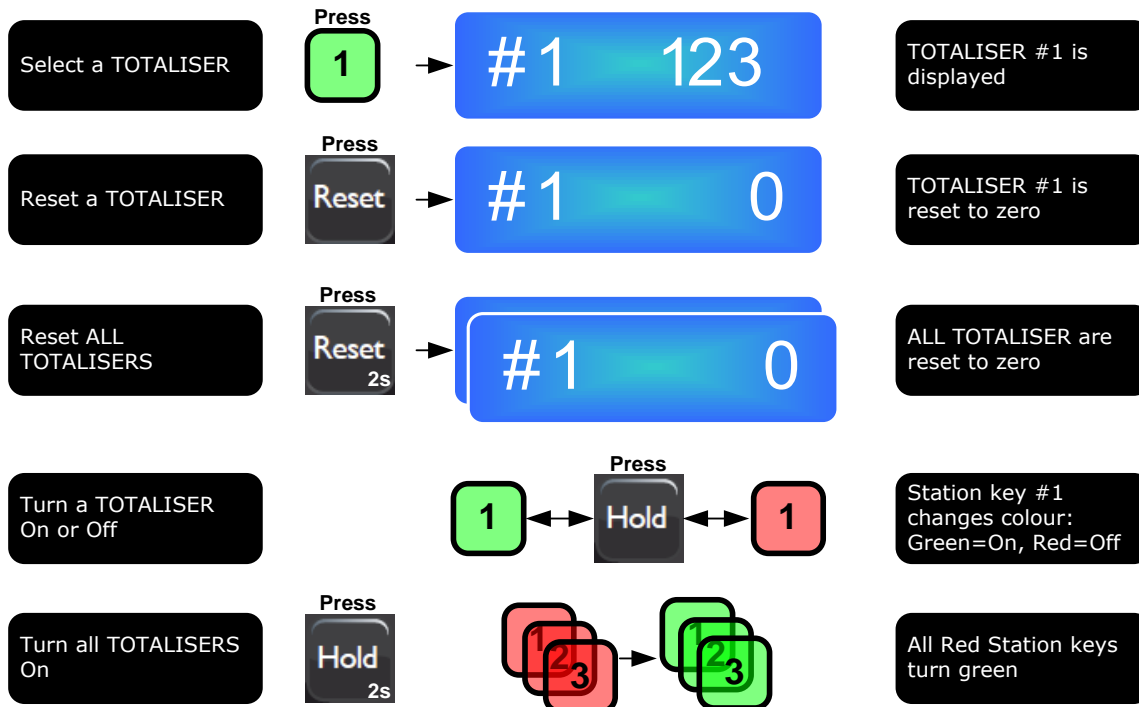 Press
Select a TOTALISER
1
#1 123
TOTALISER #1 is
displayed
Press
Reset a TOTALISER
Reset
#1 0
TOTALISER #1 is
reset to zero
Press
Reset ALL
TOTALISERS
Reset
2s
#1 0
ALL TOTALISER are
reset to zero
Press
Turn a TOTALISER
On or Off
1
Hold
1
Station key #1
changes colour:
Green=On, Red=Off
Press
Turn all TOTALISERS
On
Hold
2s
1
2
3
1
2
3
All Red Station keys
turn green